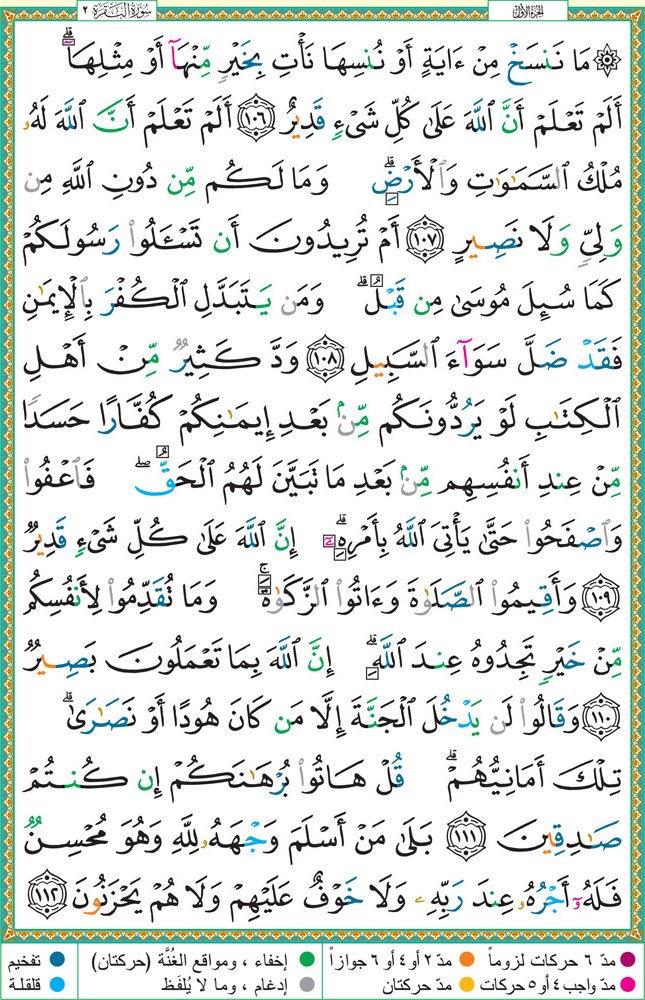 الجزء الأول
سورة البقرة ٢
۞ مَا نَنسَخْ مِنْ ءَايَةٍ أَوْ نُنسِهَا نَأْتِ بِخَيْرٍ مِّنْهَآ أَوْ مِثْلِهَآ ۗ
أَلَمْ تَعْلَمْ أَنَّ ٱللَّهَ عَلَىٰ كُلِّ شَىْءٍ قَدِيرٌ ١٠٦ أَلَمْ تَعْلَمْ أَنَّ ٱللَّهَ لَهُۥ
مُلْكُ ٱلسَّمَٰوَٰتِ وَٱلْأَرْضِ ۗ وَمَا لَكُم مِّن دُونِ ٱللَّهِ مِن
وَلِىٍّ وَلَا نَصِيرٍ ١٠٧ أَمْ تُرِيدُونَ أَن تَسْـَٔلُوا۟ رَسُولَكُمْ
كَمَا سُئِلَ مُوسَىٰ مِن قَبْلُ ۗ وَمَن يَتَبَدَّلِ ٱلْكُفْرَ بِٱلْإِيمَٰنِ
فَقَدْ ضَلَّ سَوَآءَ ٱلسَّبِيلِ ١٠٨ وَدَّ كَثِيرٌ مِّنْ أَهْلِ
ٱلْكِتَٰبِ لَوْ يَرُدُّونَكُم مِّنۢ بَعْدِ إِيمَٰنِكُمْ كُفَّارًا حَسَدًا
مِّنْ عِندِ أَنفُسِهِم مِّنۢ بَعْدِ مَا تَبَيَّنَ لَهُمُ ٱلْحَقُّ ۖ فَٱعْفُوا۟
وَٱصْفَحُوا۟ حَتَّىٰ يَأْتِىَ ٱللَّهُ بِأَمْرِهِۦٓ ۗ إِنَّ ٱللَّهَ عَلَىٰ كُلِّ شَىْءٍ قَدِيرٌ
١٠٩ وَأَقِيمُوا۟ ٱلصَّلَوٰةَ وَءَاتُوا۟ ٱلزَّكَوٰةَ ۚ وَمَا تُقَدِّمُوا۟ لِأَنفُسِكُم
مِّنْ خَيْرٍ تَجِدُوهُ عِندَ ٱللَّهِ ۗ إِنَّ ٱللَّهَ بِمَا تَعْمَلُونَ بَصِيرٌ
١١٠ وَقَالُوا۟ لَن يَدْخُلَ ٱلْجَنَّةَ إِلَّا مَن كَانَ هُودًا أَوْ نَصَٰرَىٰ ۗ
تِلْكَ أَمَانِيُّهُمْ ۗ قُلْ هَاتُوا۟ بُرْهَٰنَكُمْ إِن كُنتُمْ
صَٰدِقِينَ ١١١ بَلَىٰ مَنْ أَسْلَمَ وَجْهَهُۥ لِلَّهِ وَهُوَ مُحْسِنٌ
فَلَهُۥٓ أَجْرُهُۥ عِندَ رَبِّهِۦ وَلَا خَوْفٌ عَلَيْهِمْ وَلَا هُمْ يَحْزَنُونَ ١١٢
مدّ ٦ حركات لزوماً مدّ ٢ أو ٤ أو ٦ جوازاً إخفاء ، ومواقع الغُنَّة (حركتان) تفخيم
مدّ واجب ٤ أو ٥ حركات مدّ حركتان إدغام ، وما لا يُلفَظ قلقلة